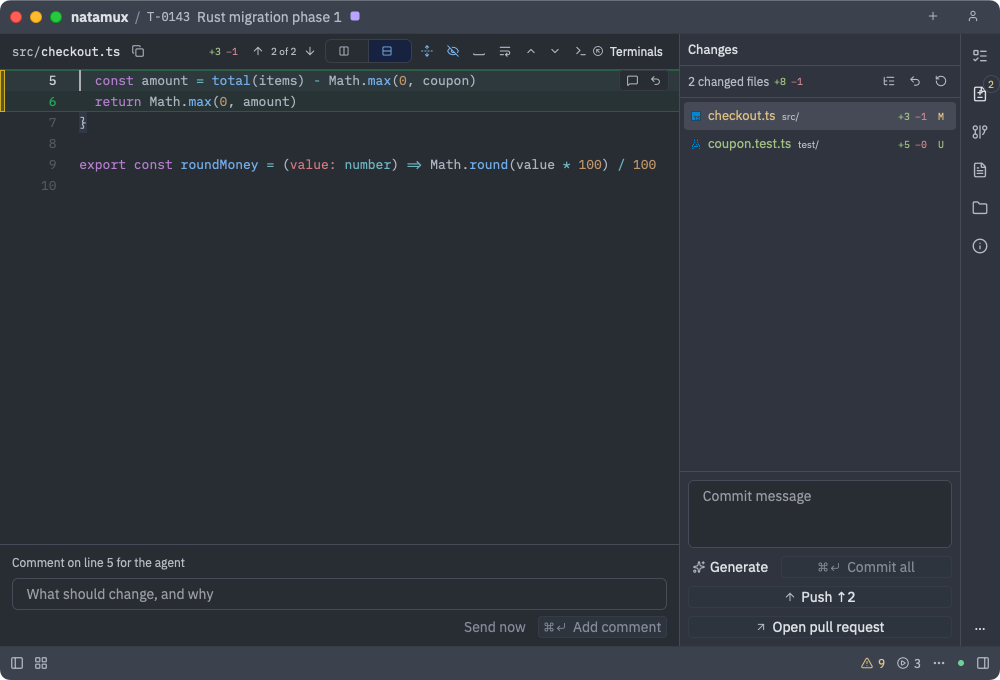 natamux / T-0143 Rust migration phase 1
src/checkout.ts +3 −1 ↑ 2 of 2 ↓ Terminals
5 const amount = total(items) - Math.max(0, coupon)
6 return Math.max(0, amount)
7 }
8
9 export const roundMoney = (value: number) => Math.round(value * 100) / 100
10
Comment on line 5 for the agent
What should change, and why
Send now ⌘↵ Add comment
Changes
2 changed files +8 −1
checkout.ts src/ +3 −1 M
coupon.test.ts test/ +5 −0 U
Commit message
Generate ⌘↵ Commit all
↑ Push ↑2
Open pull request
2
9 3